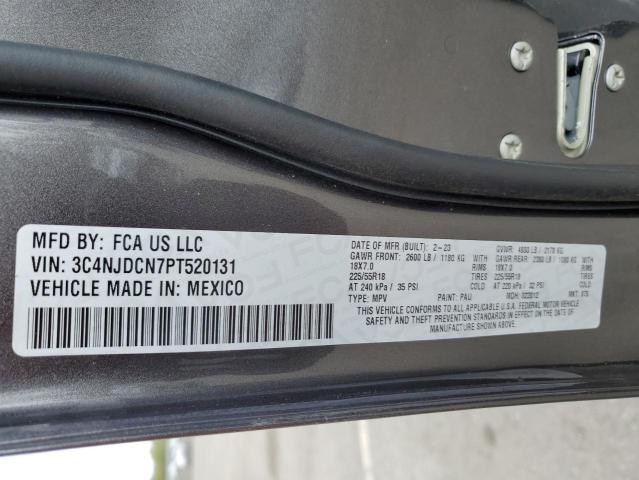 MFD BY: FCA US LLC
VIN: 3C4NJDCN7PT520131
VEHICLE MADE IN: MEXICO
DATE OF MFR (BUILT): 2-23 GVWR: 4800 LB / 2178 KG
GAWR FRONT: 2600 LB / 1180 KG GAWR REAR: 2380 LB / 1080 KG
18X7.0 RIMS 18X7.0 RIMS
225/55R18 TIRES 225/55R18 TIRES
AT 240 kPa / 35 PSI COLD AT 220 kPa / 32 PSI COLD
TYPE: MPV PAINT: PAU MDH: MKT:
THIS VEHICLE CONFORMS TO ALL APPLICABLE U.S. FEDERAL MOTOR VEHICLE
SAFETY AND THEFT PREVENTION STANDARDS IN EFFECT ON THE DATE OF
MANUFACTURE SHOWN ABOVE.